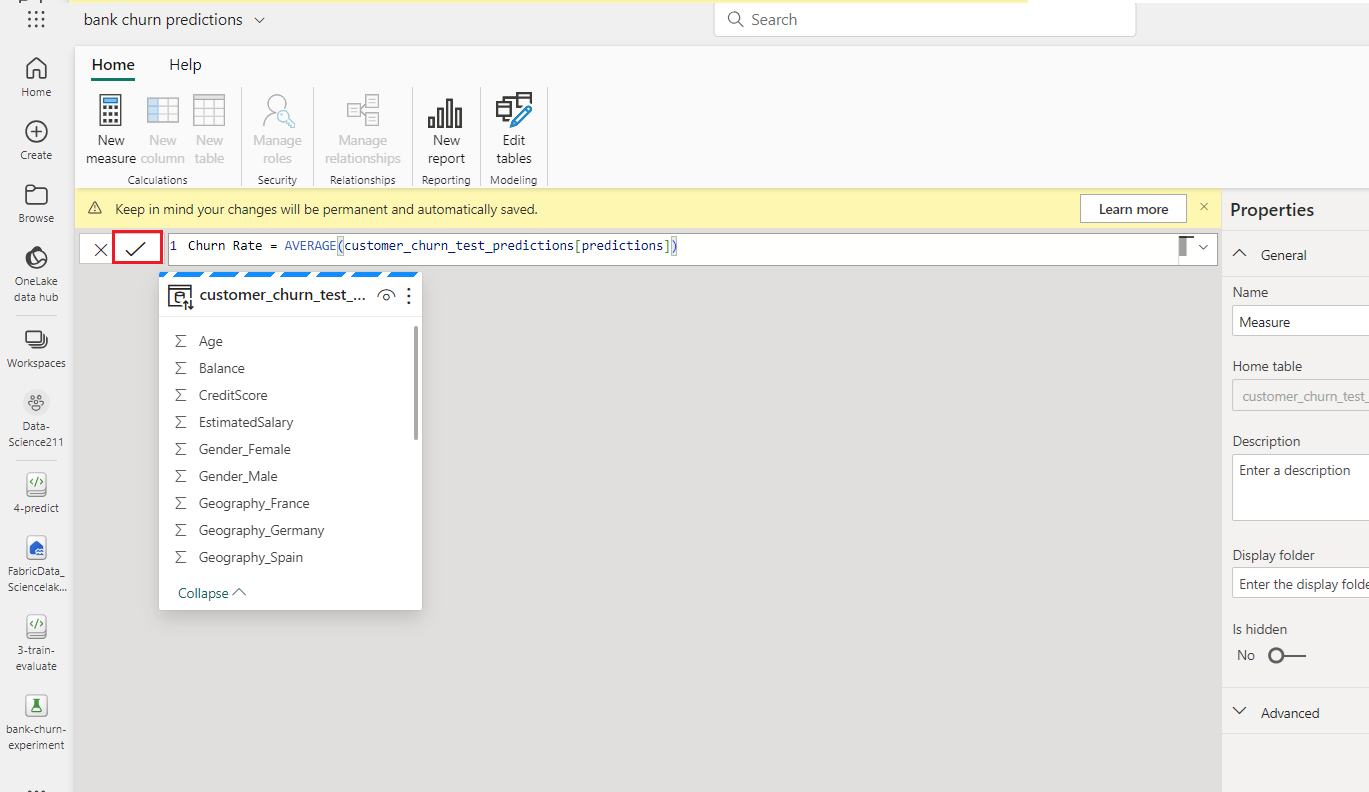 bank churn predictions
Search
Home
Create
Browse
OneLake
data hub
Workspaces
Data-
Science211
4-predict
FabricData_
Sciencelak...
3-train-
evaluate
bank-churn-
experiment
Home Help
New
measure
New
column
New
table
Calculations
Manage
roles
Security
Manage
relationships
Relationships
New
report
Reporting
Edit
tables
Modeling
Keep in mind your changes will be permanent and automatically saved.
Learn more
1 Churn Rate = AVERAGE(customer_churn_test_predictions[predictions])
customer_churn_test_...
Age
Balance
CreditScore
EstimatedSalary
Gender_Female
Gender_Male
Geography_France
Geography_Germany
Geography_Spain
Collapse
Properties
General
Name
Measure
Home table
customer_churn_test_
Description
Enter a description
Display folder
Enter the display folde
Is hidden
No
Advanced